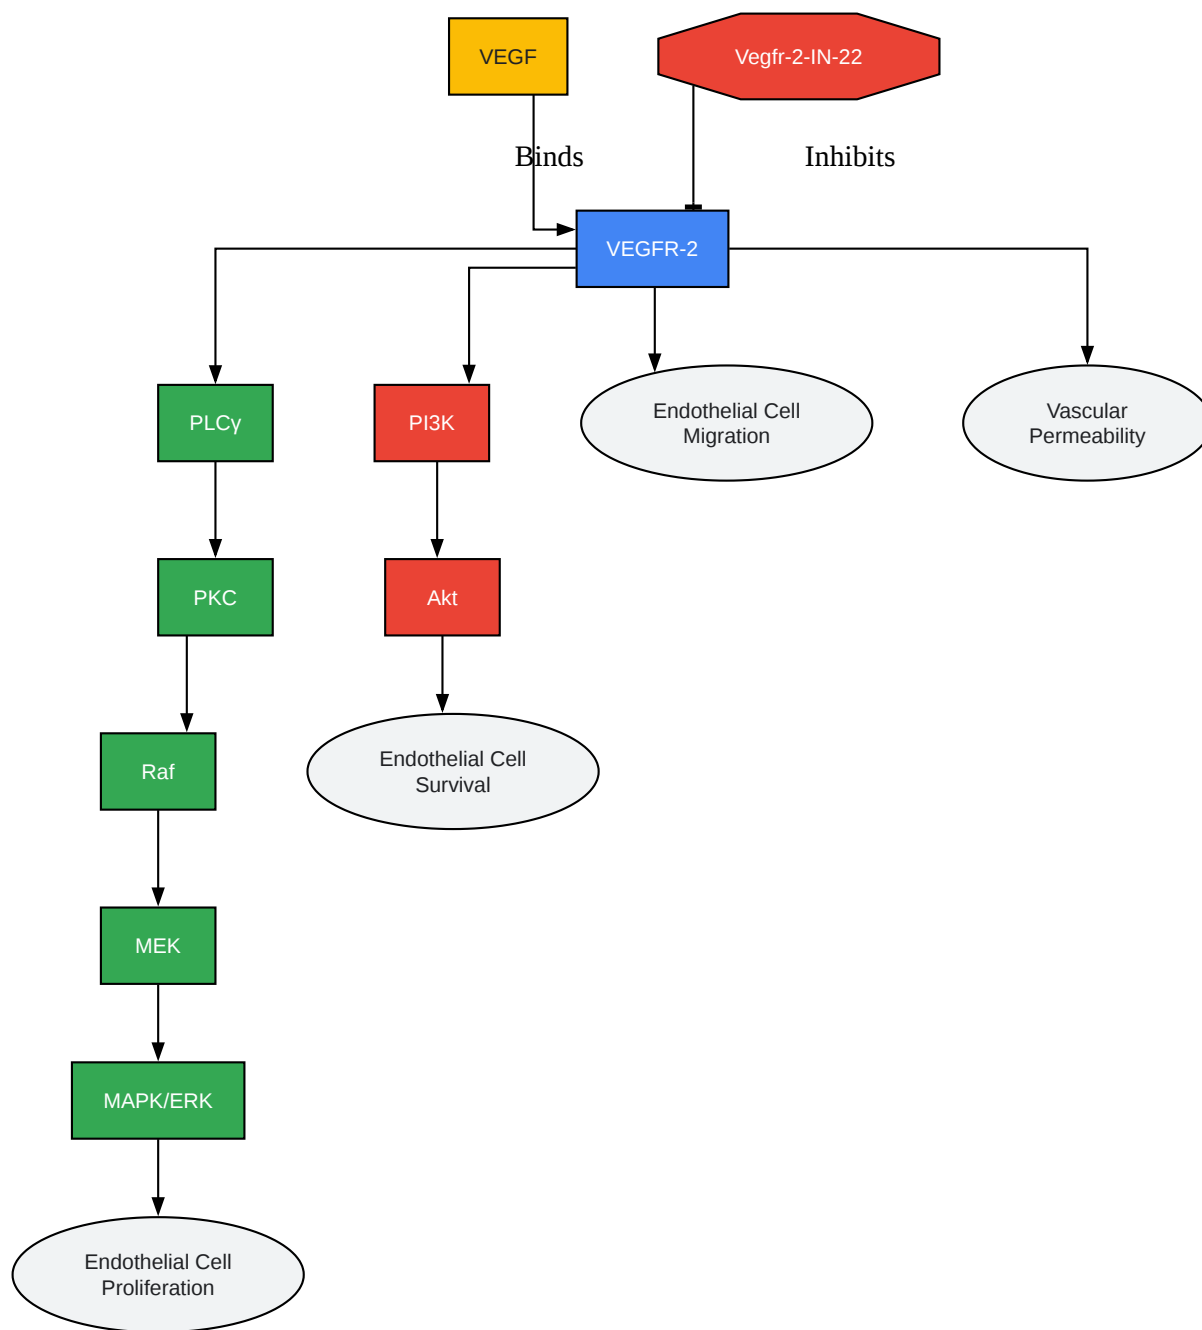 VEGF
Vegfr-2-IN-22
Binds
Inhibits
VEGFR-2
PLCγ
PI3K
Endothelial Cell
Migration
Vascular
Permeability
PKC
Akt
Raf
Endothelial Cell
Survival
MEK
MAPK/ERK
Endothelial Cell
Proliferation